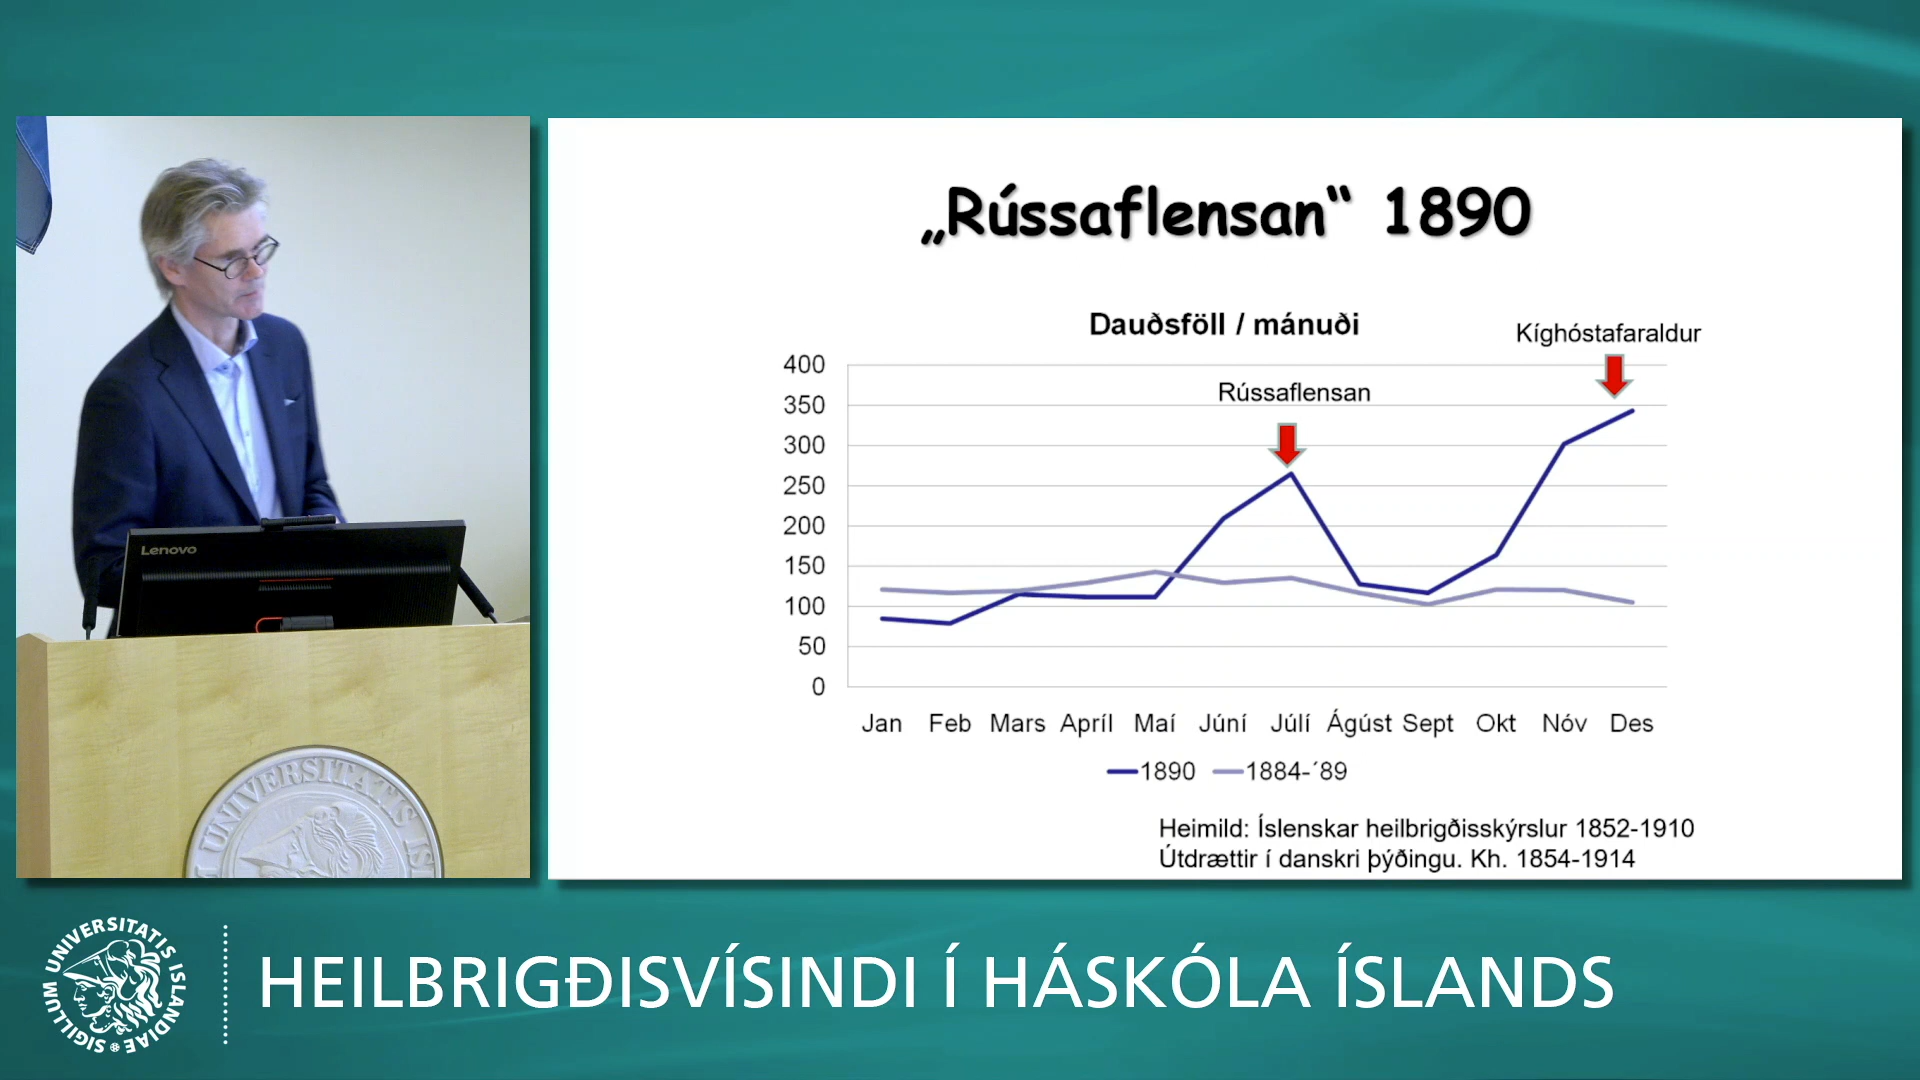 „Rússaflensan“ 1890
Dauðsföll / mánuði
Kíghóstafaraldur
Rússaflensan
400
350
300
250
200
150
100
50
0
Jan Feb Mars Apríl Maí Júní Júlí Ágúst Sept Okt Nóv Des
1890 1884-´89
Heimild: Íslenskar heilbrigðisskýrslur 1852-1910
Útdrættir í danskri þýðingu. Kh. 1854-1914
Lenovo
UNIVERSITATIS
SIGILLUM UNIVERSITATIS ISLANDIAE
HEILBRIGÐISVÍSINDI Í HÁSKÓLA ÍSLANDS